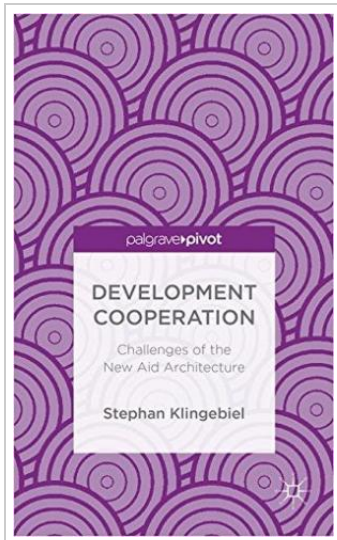 palgrave▸pivot
DEVELOPMENT
COOPERATION
Challenges of the
New Aid Architecture
Stephan Klingebiel